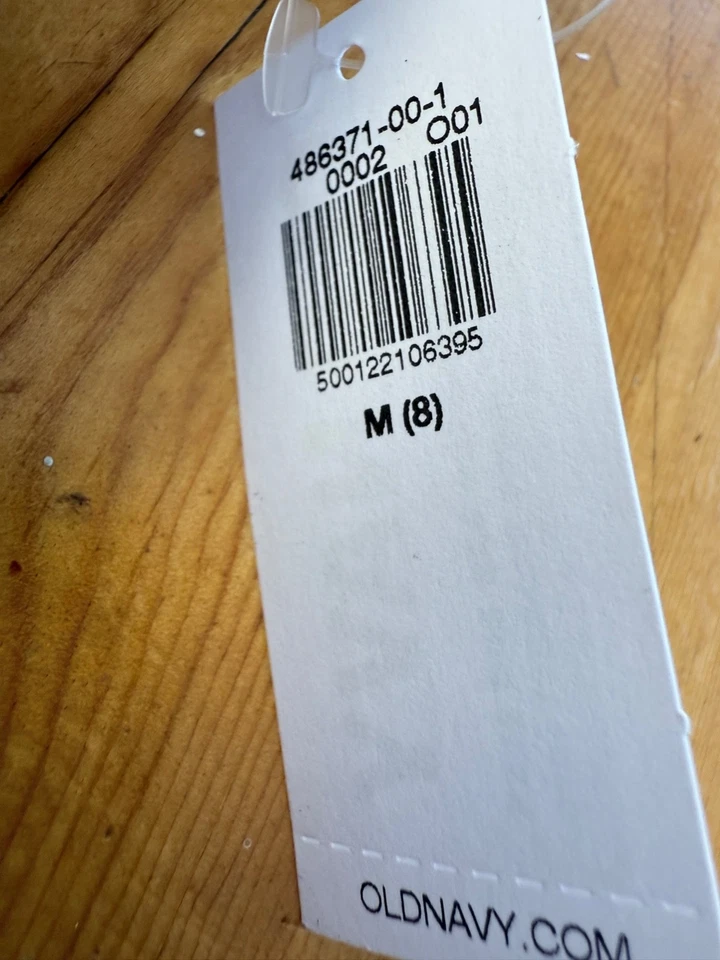 486371-00-1
0002 O01
500122106395
M (8)
OLDNAVY.COM